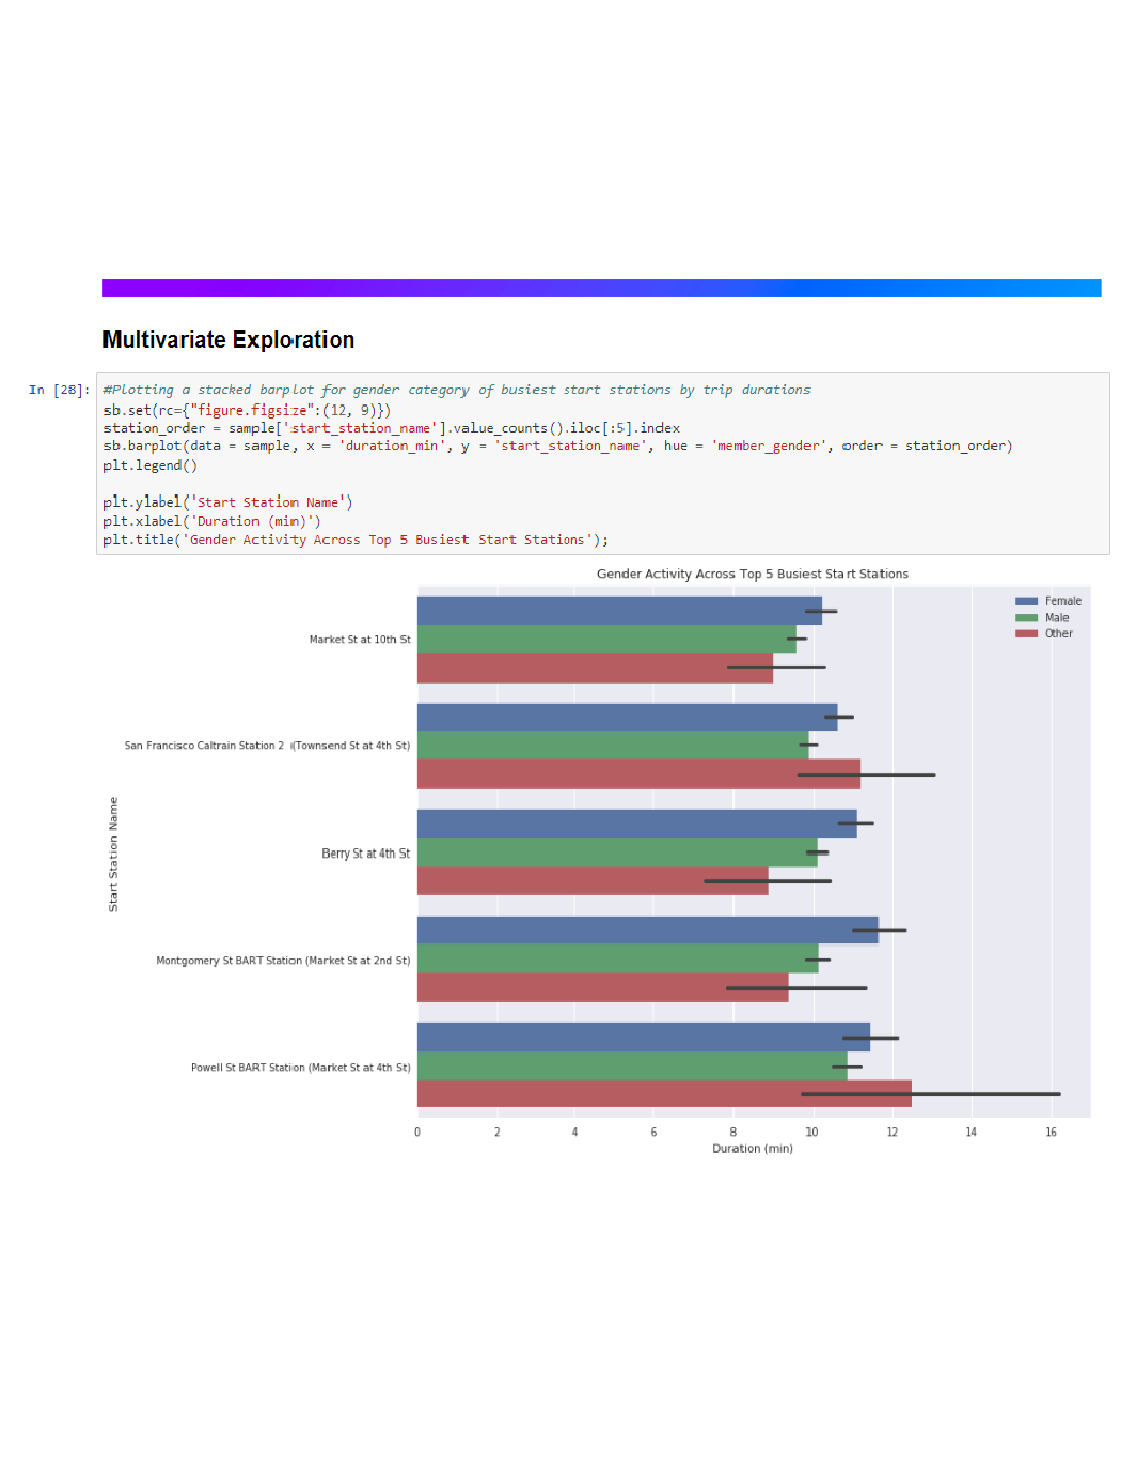 Multivariate Exploration
In [28]:
#Plotting a stacked barplot for gender category of busiest start stations by trip durations
sb.set(rc={"figure.figsize":(12, 9)})
station_order = sample['start_station_name'].value_counts().iloc[:5].index
sb.barplot(data = sample, x = 'duration_min', y = "start_station_name", hue = 'member_gender', order = station_order)
plt.legend()
plt.ylabel('Start Station Name')
plt.xlabel('Duration (min)')
plt.title('Gender Activity Across Top 5 Busiest Start Stations');
Gender Activity Across Top 5 Busiest Start Stations
Female
Male
Other
Start Station Name
Market St at 10th St
San Francisco Caltrain Station 2 (Townsend St at 4th St)
Berry St at 4th St
Montgomery St BART Station (Market St at 2nd St)
Powell St BART Station (Market St at 4th St)
0 2 4 6 8 10 12 14 16
Duration (min)